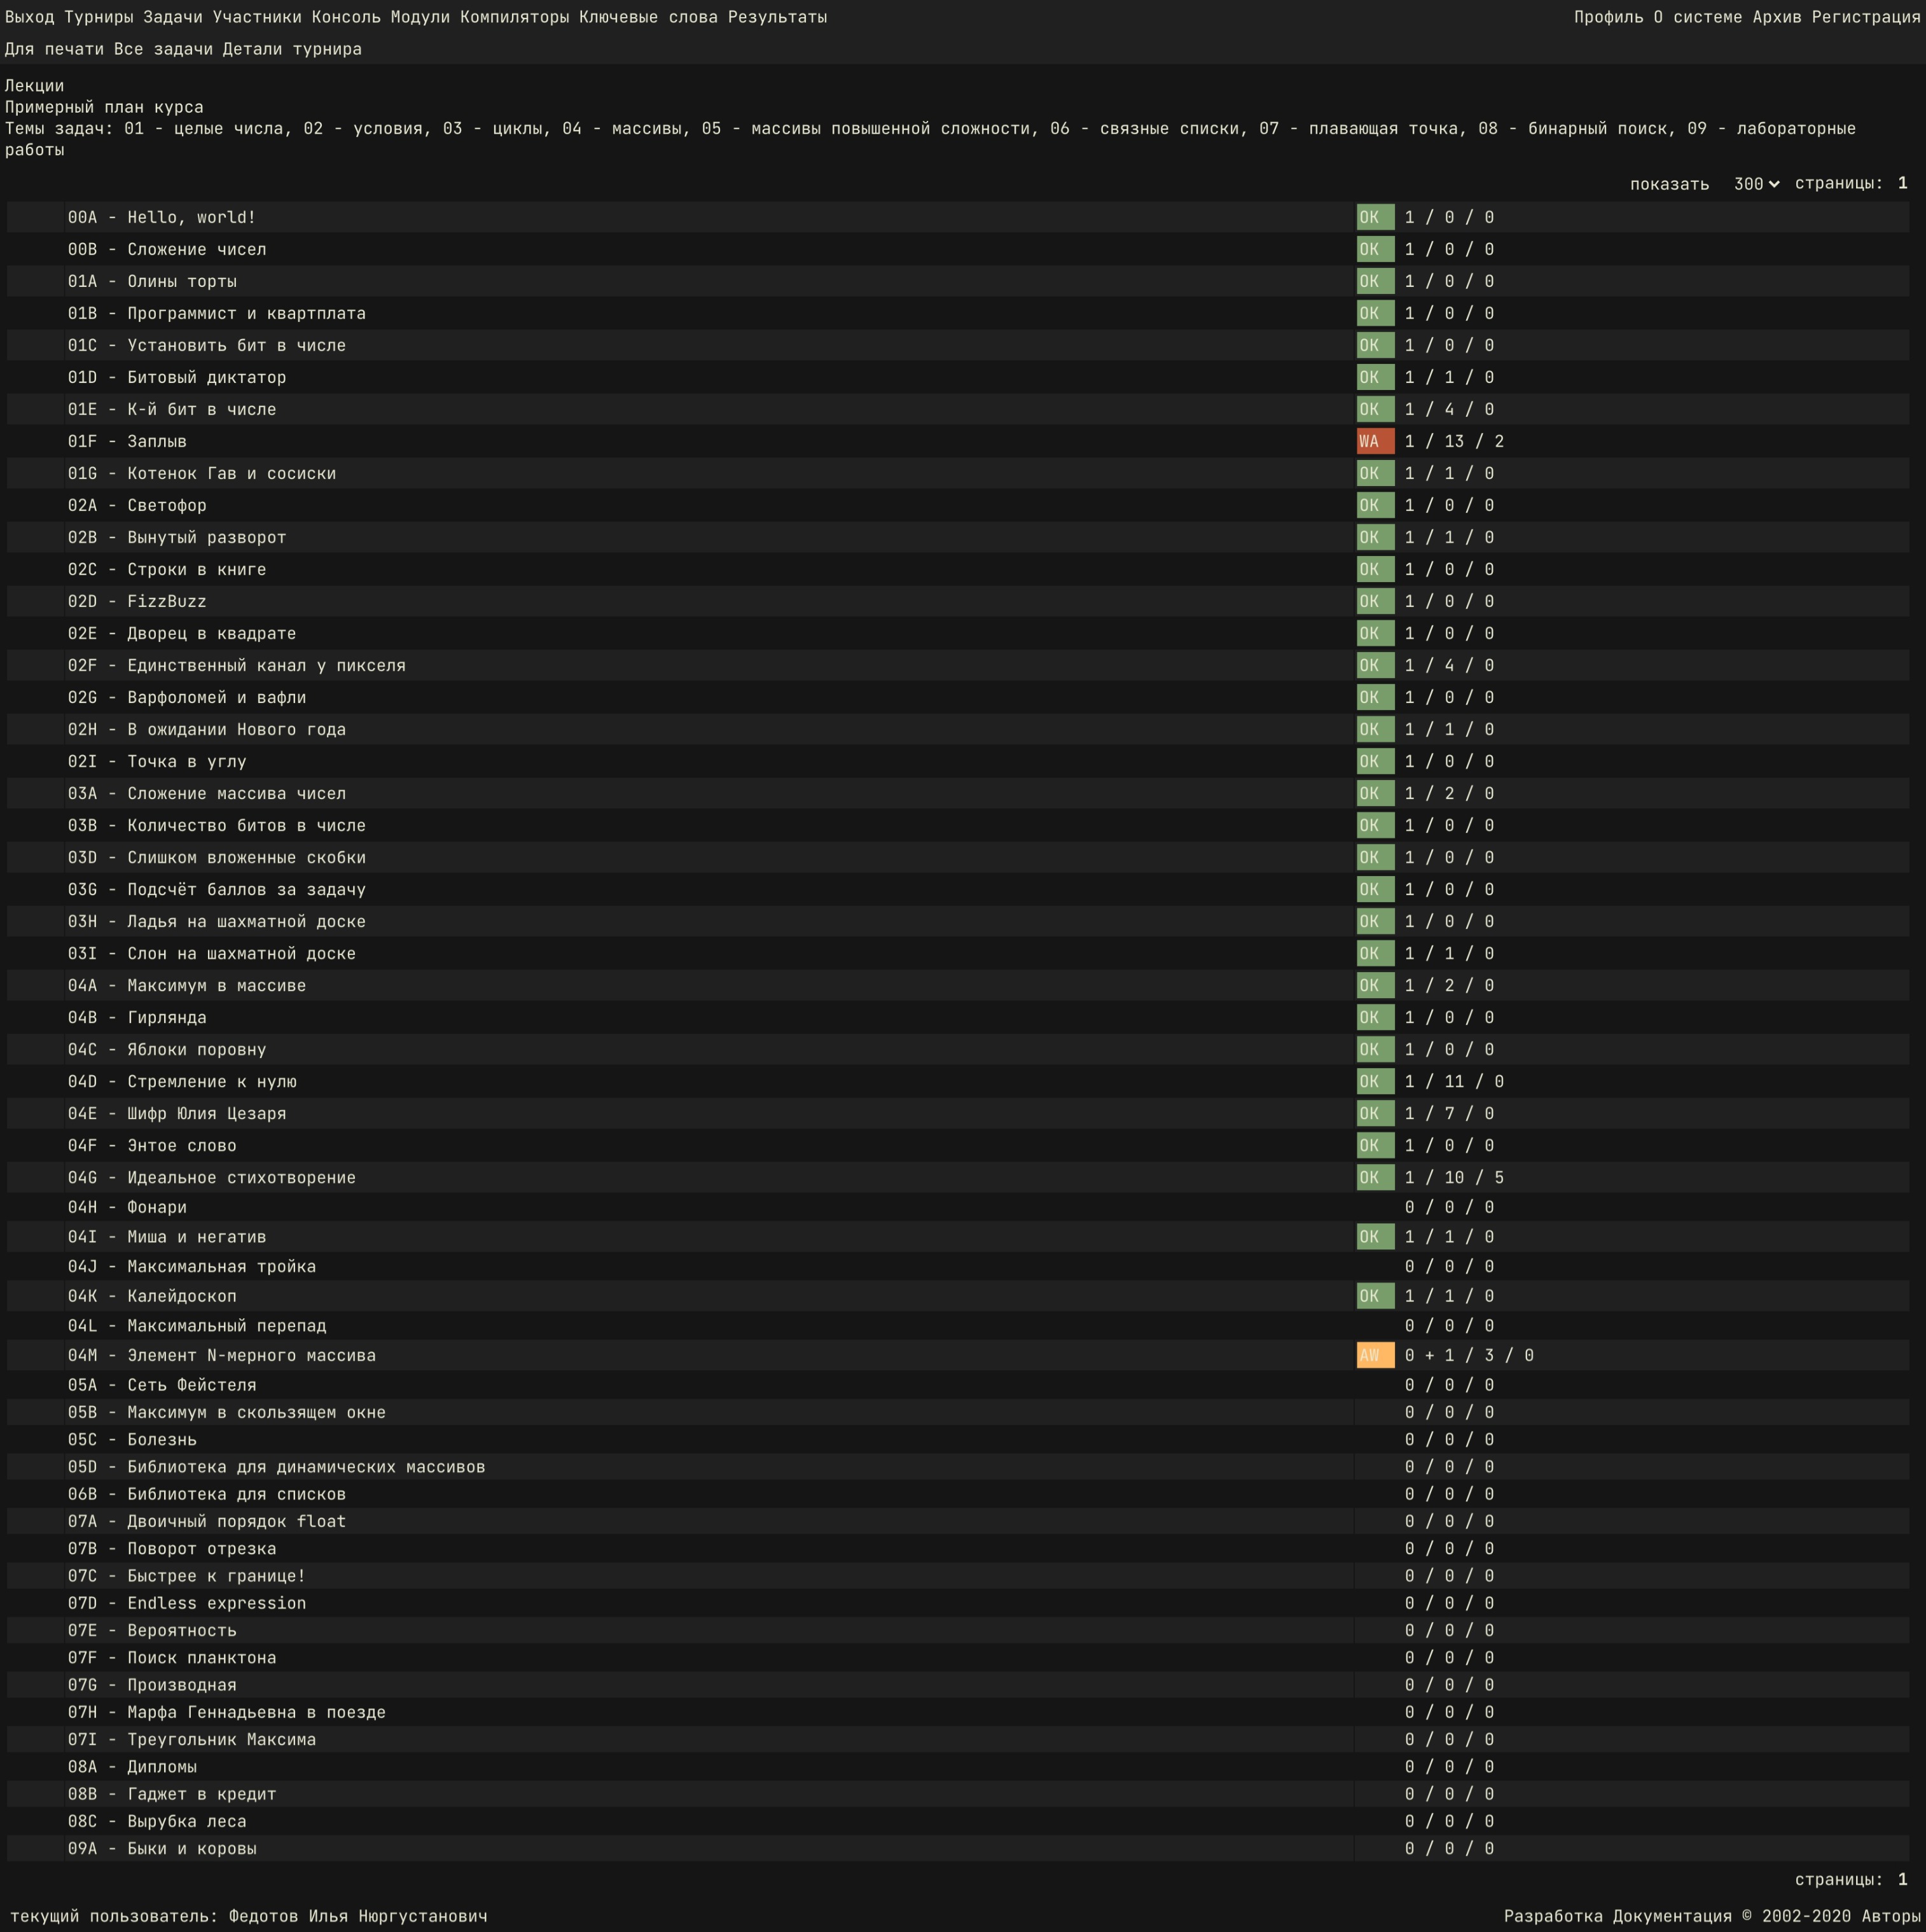 Выход Турниры Задачи Участники Консоль Модули Компиляторы Ключевые слова Результаты Профиль О системе Архив Регистрация
Для печати Все задачи Детали турнира
Лекции
Примерный план курса
Темы задач: 01 - целые числа, 02 - условия, 03 - циклы, 04 - массивы, 05 - массивы повышенной сложности, 06 - связные списки, 07 - плавающая точка, 08 - бинарный поиск, 09 - лабораторные
работы
показать 300 страницы: 1
00A - Hello, world! OK 1 / 0 / 0
00B - Сложение чисел OK 1 / 0 / 0
01A - Олины торты OK 1 / 0 / 0
01B - Программист и квартплата OK 1 / 0 / 0
01C - Установить бит в числе OK 1 / 0 / 0
01D - Битовый диктатор OK 1 / 1 / 0
01E - К-й бит в числе OK 1 / 4 / 0
01F - Заплыв WA 1 / 13 / 2
01G - Котенок Гав и сосиски OK 1 / 1 / 0
02A - Светофор OK 1 / 0 / 0
02B - Вынутый разворот OK 1 / 1 / 0
02C - Строки в книге OK 1 / 0 / 0
02D - FizzBuzz OK 1 / 0 / 0
02E - Дворец в квадрате OK 1 / 0 / 0
02F - Единственный канал у пикселя OK 1 / 4 / 0
02G - Варфоломей и вафли OK 1 / 0 / 0
02H - В ожидании Нового года OK 1 / 1 / 0
02I - Точка в углу OK 1 / 0 / 0
03A - Сложение массива чисел OK 1 / 2 / 0
03B - Количество битов в числе OK 1 / 0 / 0
03D - Слишком вложенные скобки OK 1 / 0 / 0
03G - Подсчёт баллов за задачу OK 1 / 0 / 0
03H - Ладья на шахматной доске OK 1 / 0 / 0
03I - Слон на шахматной доске OK 1 / 1 / 0
04A - Максимум в массиве OK 1 / 2 / 0
04B - Гирлянда OK 1 / 0 / 0
04C - Яблоки поровну OK 1 / 0 / 0
04D - Стремление к нулю OK 1 / 11 / 0
04E - Шифр Юлия Цезаря OK 1 / 7 / 0
04F - Энтое слово OK 1 / 0 / 0
04G - Идеальное стихотворение OK 1 / 10 / 5
04H - Фонари 0 / 0 / 0
04I - Миша и негатив OK 1 / 1 / 0
04J - Максимальная тройка 0 / 0 / 0
04K - Калейдоскоп OK 1 / 1 / 0
04L - Максимальный перепад 0 / 0 / 0
04M - Элемент N-мерного массива AW 0 + 1 / 3 / 0
05A - Сеть Фейстеля 0 / 0 / 0
05B - Максимум в скользящем окне 0 / 0 / 0
05C - Болезнь 0 / 0 / 0
05D - Библиотека для динамических массивов 0 / 0 / 0
06B - Библиотека для списков 0 / 0 / 0
07A - Двоичный порядок float 0 / 0 / 0
07B - Поворот отрезка 0 / 0 / 0
07C - Быстрее к границе! 0 / 0 / 0
07D - Endless expression 0 / 0 / 0
07E - Вероятность 0 / 0 / 0
07F - Поиск планктона 0 / 0 / 0
07G - Производная 0 / 0 / 0
07H - Марфа Геннадьевна в поезде 0 / 0 / 0
07I - Треугольник Максима 0 / 0 / 0
08A - Дипломы 0 / 0 / 0
08B - Гаджет в кредит 0 / 0 / 0
08C - Вырубка леса 0 / 0 / 0
09A - Быки и коровы 0 / 0 / 0
страницы: 1
текущий пользователь: Федотов Илья Нюргустанович Разработка Документация © 2002-2020 Авторы